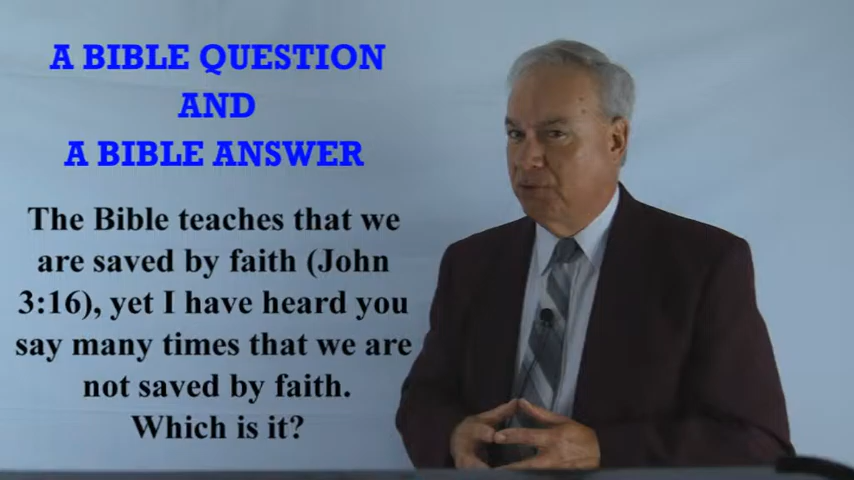 A BIBLE QUESTION
AND
A BIBLE ANSWER
The Bible teaches that we
are saved by faith (John
3:16), yet I have heard you
say many times that we are
not saved by faith.
Which is it?